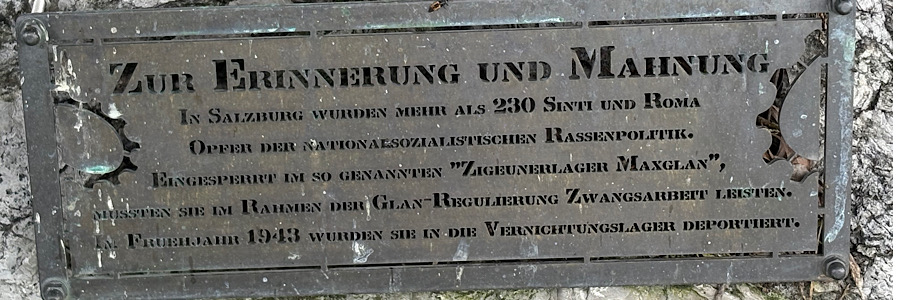 Zur Erinnerung und Mahnung
In Salzburg wurden mehr als 230 Sinti und Roma
Opfer der nationalsozialistischen Rassenpolitik.
Eingesperrt im so genannten "Zigeunerlager Maxglan",
mussten sie im Rahmen der Glan-Regulierung Zwangsarbeit leisten.
Im Fruehjahr 1943 wurden sie in die Vernichtungslager deportiert.